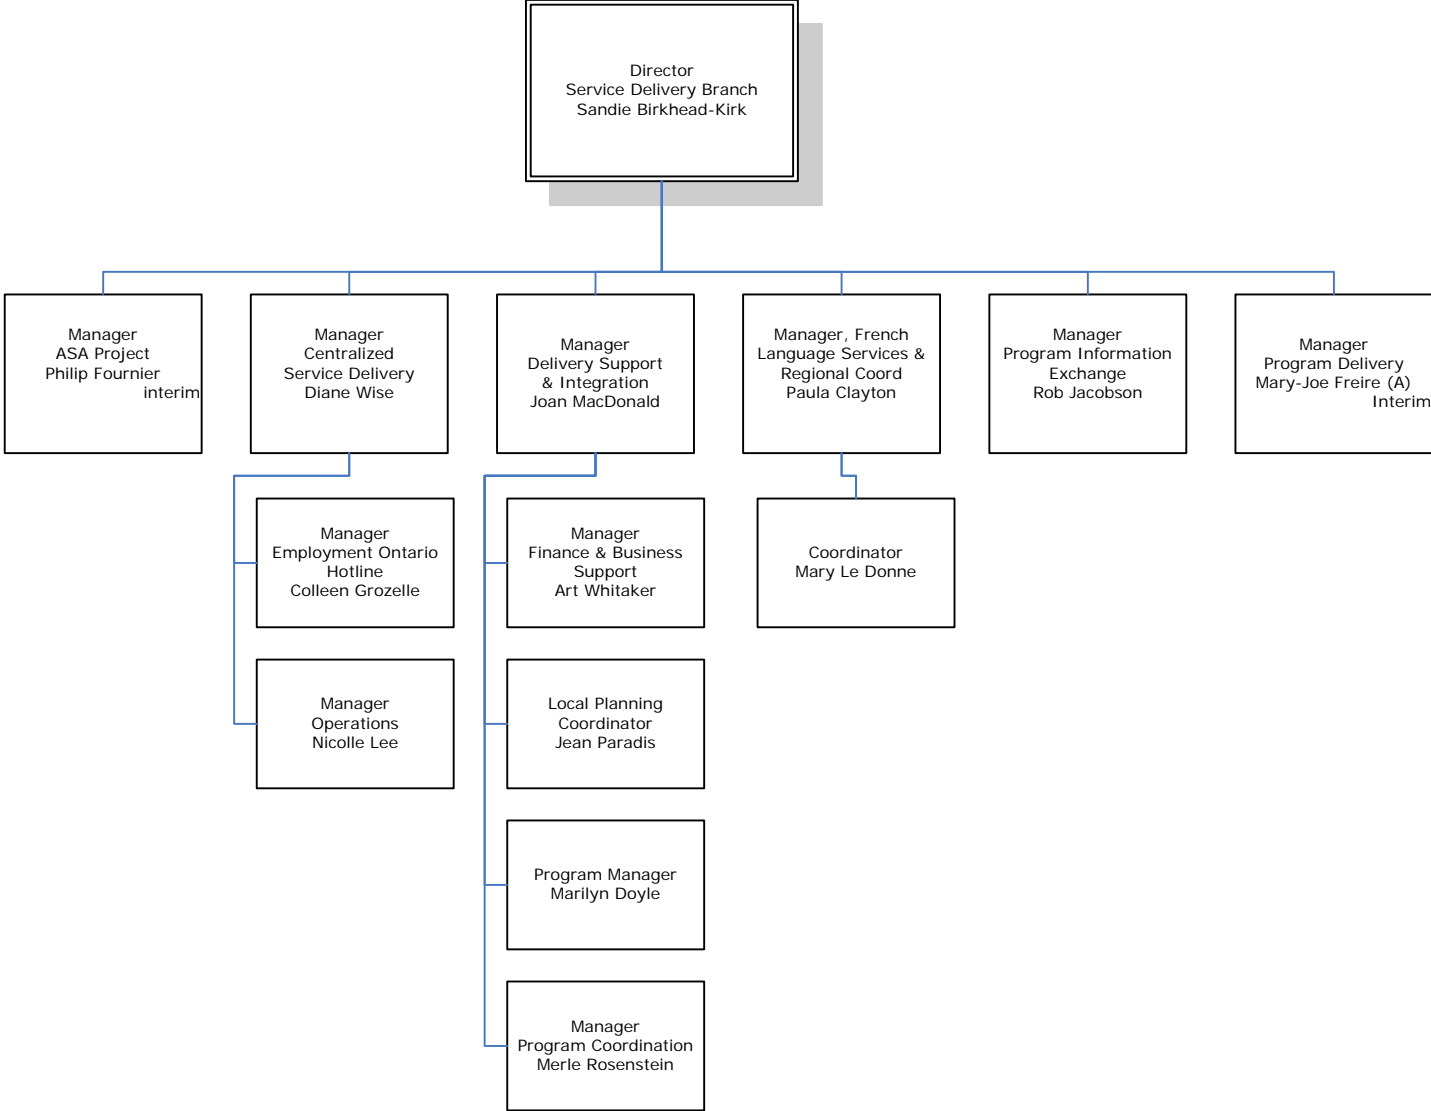 Director
Service Delivery Branch
Sandie Birkhead-Kirk
Manager
ASA Project
Philip Fournier
interim
Manager
Centralized
Service Delivery
Diane Wise
Manager
Delivery Support
& Integration
Joan MacDonald
Manager, French
Language Services &
Regional Coord
Paula Clayton
Manager
Program Information
Exchange
Rob Jacobson
Manager
Program Delivery
Mary-Joe Freire (A)
Interim
Manager
Employment Ontario
Hotline
Colleen Grozelle
Manager
Operations
Nicolle Lee
Manager
Finance & Business
Support
Art Whitaker
Local Planning
Coordinator
Jean Paradis
Program Manager
Marilyn Doyle
Manager
Program Coordination
Merle Rosenstein
Coordinator
Mary Le Donne